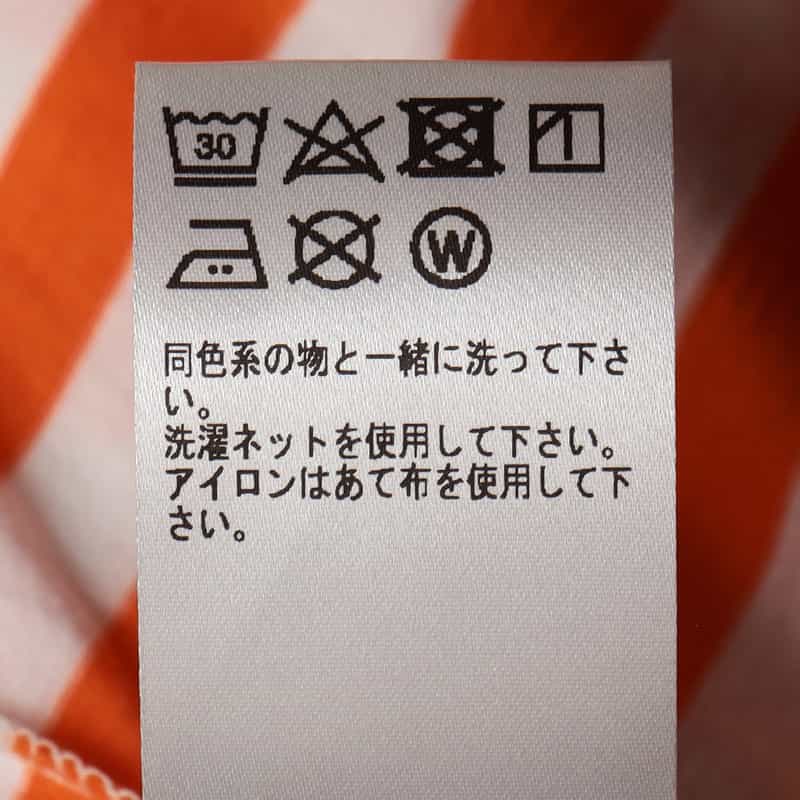 30
W
同色系の物と一緒に洗って下さ
い。
洗濯ネットを使用して下さい。
アイロンはあて布を使用して下
さい。